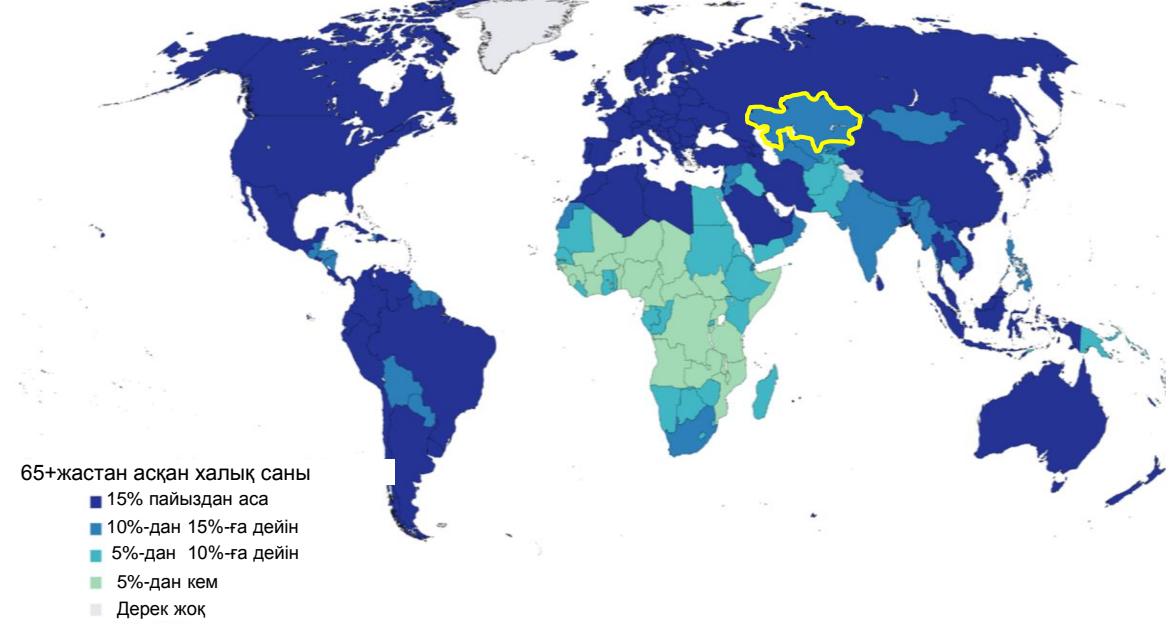 65+жастан асқан халық саны
15% пайыздан аса
10%-дан 15%-ға дейін
5%-дан 10%-ға дейін
5%-дан кем
Дерек жоқ